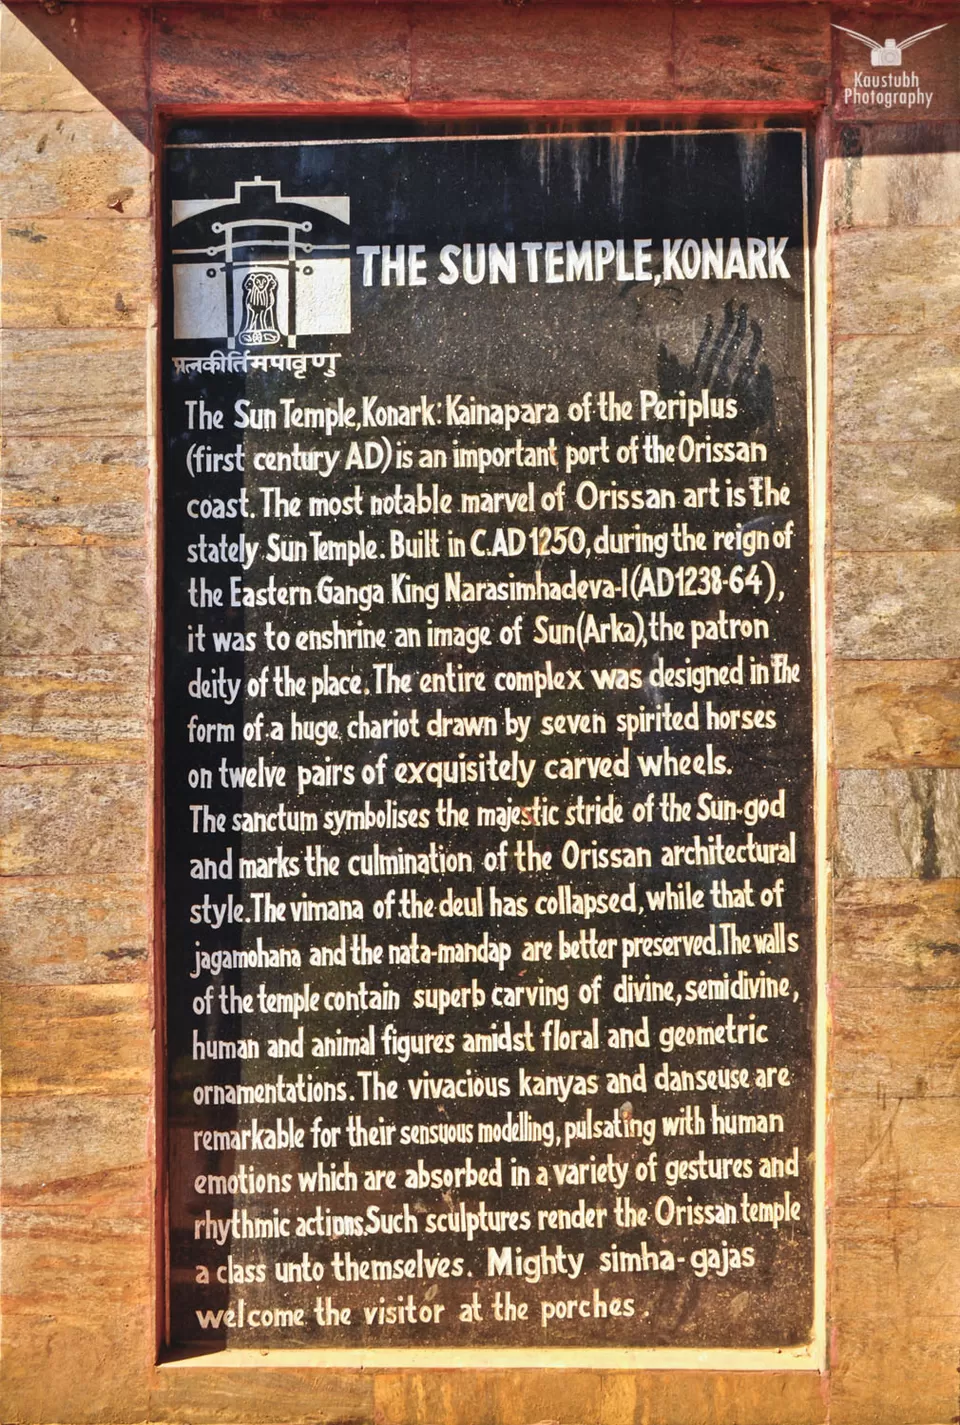 Kaustubh
Photography
THE SUN TEMPLE, KONARK
प्रत्नकीर्तिमपावृणु
The Sun Temple, Konark: Kainapara of the Periplus
(first century AD) is an important port of the Orissan
coast. The most notable marvel of Orissan art is the
stately Sun Temple. Built in C.AD 1250, during the reign of
the Eastern Ganga King Narasimhadeva-I (AD 1238-64),
it was to enshrine an image of Sun (Arka), the patron
deity of the place. The entire complex was designed in the
form of a huge chariot drawn by seven spirited horses
on twelve pairs of exquisitely carved wheels.
The sanctum symbolises the majestic stride of the Sun-god
and marks the culmination of the Orissan architectural
style. The vimana of the deul has collapsed, while that of
jagamohana and the nata-mandap are better preserved. The walls
of the temple contain superb carving of divine, semidivine,
human and animal figures amidst floral and geometric
ornamentations. The vivacious kanyas and danseuse are
remarkable for their sensuous modelling, pulsating with human
emotions which are absorbed in a variety of gestures and
rhythmic actions. Such sculptures render the Orissan temple
a class unto themselves. Mighty simha-gajas
welcome the visitor at the porches.